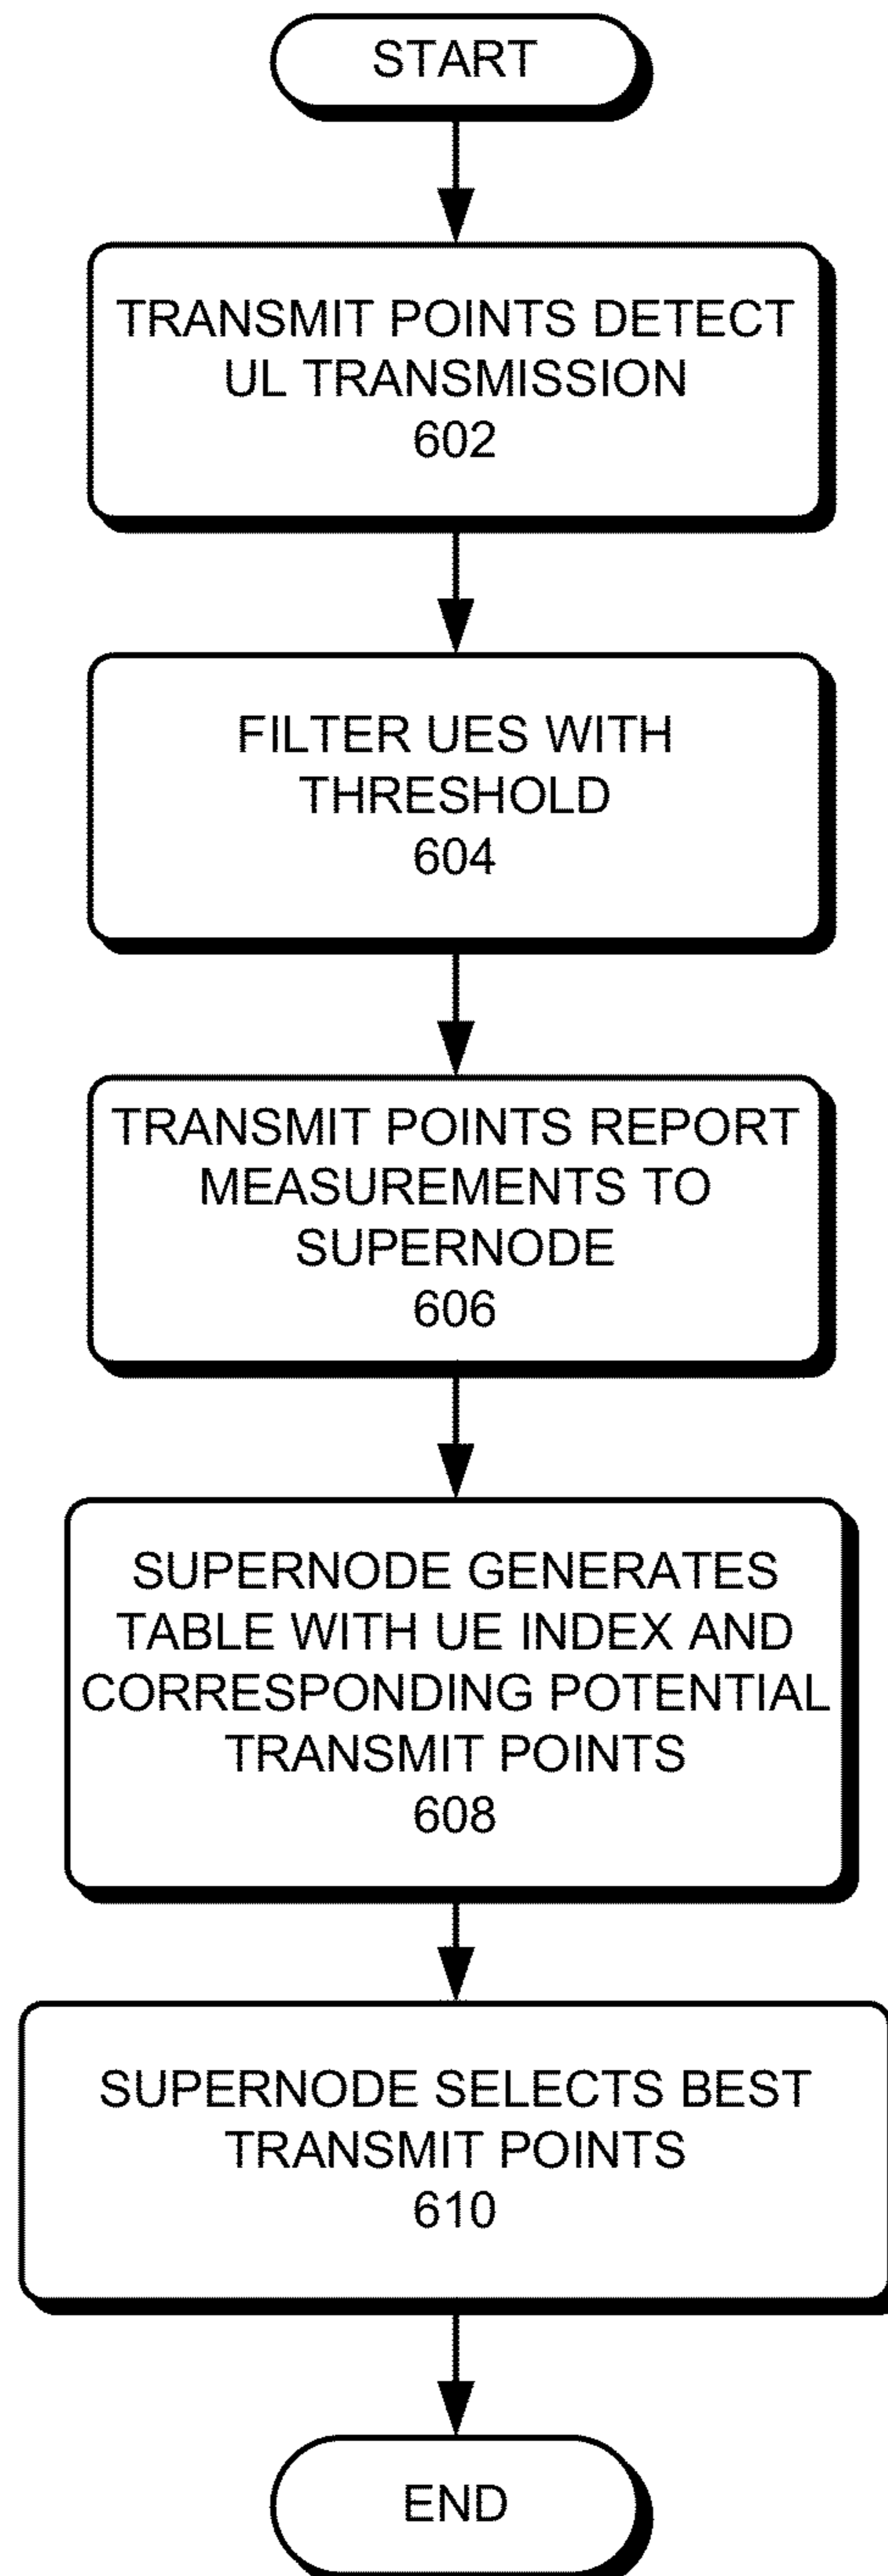 START
TRANSMIT POINTS DETECT
UL TRANSMISSION
602
FILTER UES WITH
THRESHOLD
604
TRANSMIT POINTS REPORT
MEASUREMENTS TO
SUPERNODE
606
SUPERNODE GENERATES
TABLE WITH UE INDEX AND
CORRESPONDING POTENTIAL
TRANSMIT POINTS
608
SUPERNODE SELECTS BEST
TRANSMIT POINTS
610
END